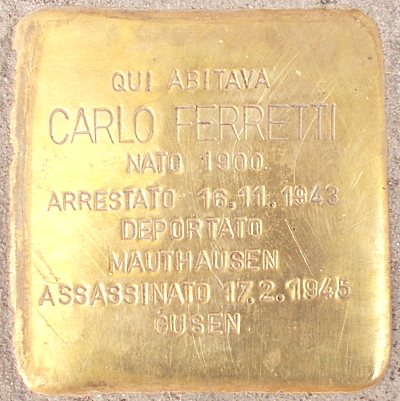 QUI ABITAVA
CARLO FERRETTI
NATO 1900
ARRESTATO 16.11.1943
DEPORTATO
MAUTHAUSEN
ASSASSINATO 17.2.1945
GUSEN